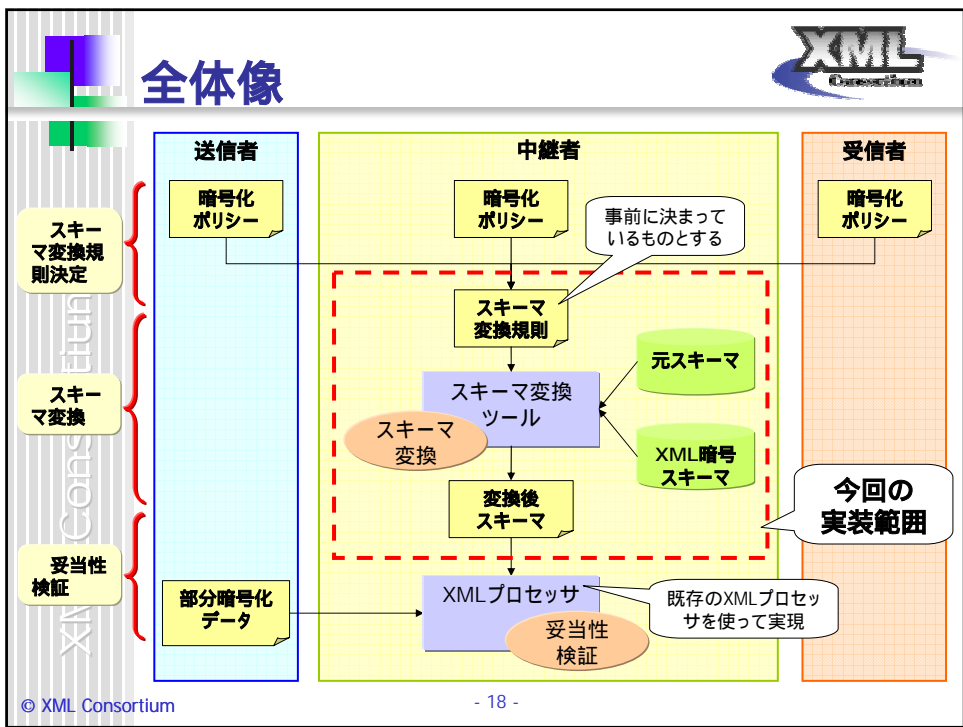 全体像
XML
Consortium
送信者
中継者
受信者
暗号化
ポリシー
暗号化
ポリシー
暗号化
ポリシー
事前に決まって
いるものとする
スキー
マ変換規
則決定
スキーマ
変換規則
元スキーマ
スキーマ変換
ツール
スキーマ
変換
XML暗号
スキーマ
スキー
マ変換
変換後
スキーマ
今回の
実装範囲
妥当性
検証
部分暗号化
データ
XMLプロセッサ
妥当性
検証
既存のXMLプロセッ
サを使って実現
XML Consortium
© XML Consortium
- 18 -